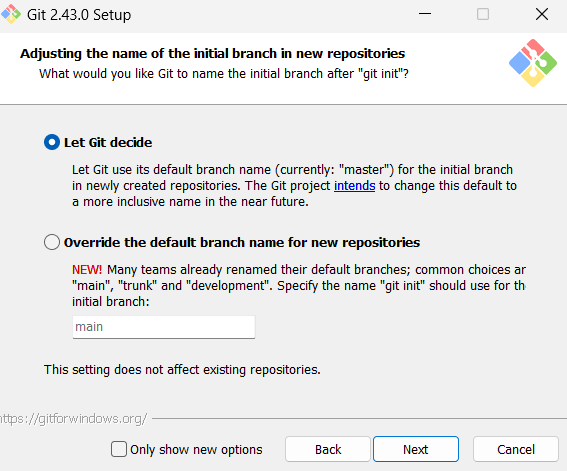 Git 2.43.0 Setup
Adjusting the name of the initial branch in new repositories
What would you like Git to name the initial branch after "git init"?
Let Git decide
Let Git use its default branch name (currently: "master") for the initial branch
in newly created repositories. The Git project intends to change this default to
a more inclusive name in the near future.
Override the default branch name for new repositories
NEW! Many teams already renamed their default branches; common choices ar
"main", "trunk" and "development". Specify the name "git init" should use for th
initial branch:
main
This setting does not affect existing repositories.
https://gitforwindows.org/
Only show new options
Back
Next
Cancel